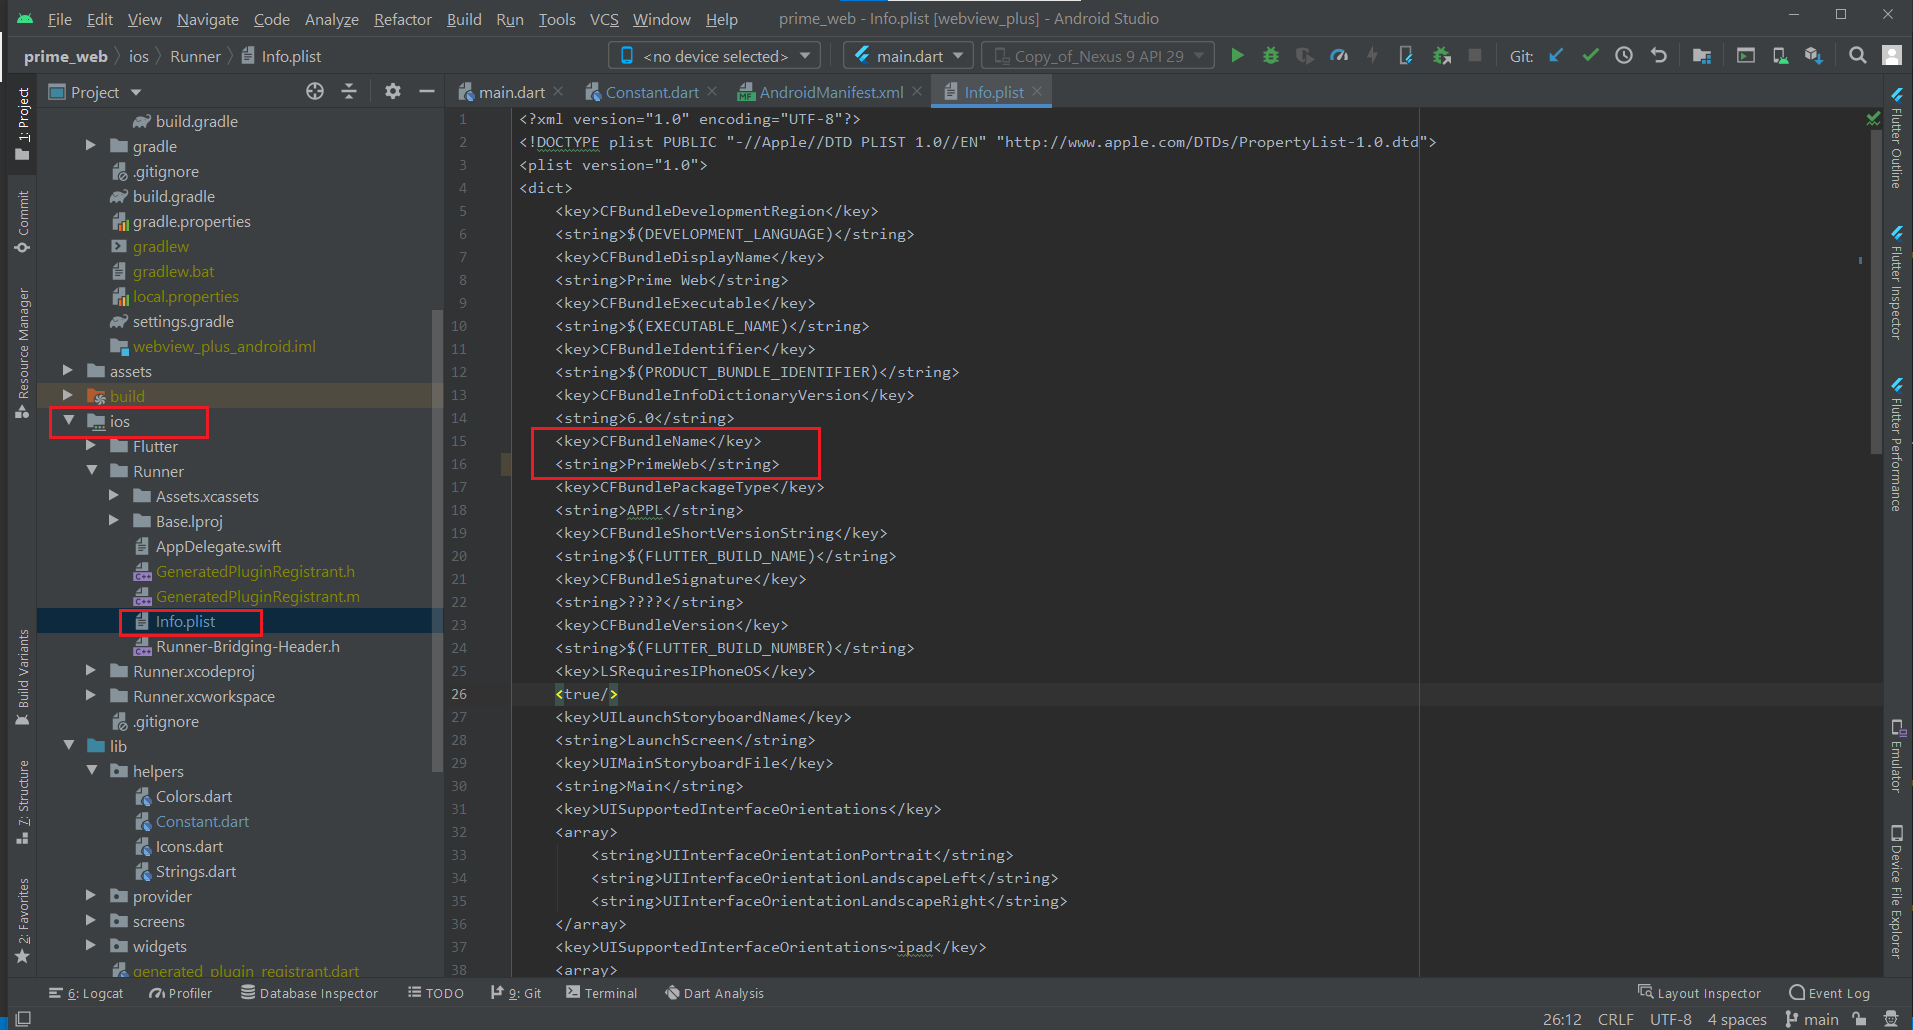 File Edit View Navigate Code Analyze Refactor Build Run Tools VCS Window Help prime_web - Info.plist [webview_plus] - Android Studio
prime_web ios Runner Info.plist <no device selected> main.dart Copy_of_Nexus 9 API 29 Git:
Project main.dart Constant.dart AndroidManifest.xml Info.plist
1: Project
Commit
Resource Manager
Build Variants
7: Structure
2: Favorites
build.gradle
gradle
.gitignore
build.gradle
gradle.properties
gradlew
gradlew.bat
local.properties
settings.gradle
webview_plus_android.iml
assets
build
ios
Flutter
Runner
Assets.xcassets
Base.lproj
AppDelegate.swift
GeneratedPluginRegistrant.h
GeneratedPluginRegistrant.m
Info.plist
Runner-Bridging-Header.h
Runner.xcodeproj
Runner.xcworkspace
.gitignore
lib
helpers
Colors.dart
Constant.dart
Icons.dart
Strings.dart
provider
screens
widgets
generated_plugin_registrant.dart
1 <?xml version="1.0" encoding="UTF-8"?>
2 <!DOCTYPE plist PUBLIC "-//Apple//DTD PLIST 1.0//EN" "http://www.apple.com/DTDs/PropertyList-1.0.dtd">
3 <plist version="1.0">
4 <dict>
5 <key>CFBundleDevelopmentRegion</key>
6 <string>$(DEVELOPMENT_LANGUAGE)</string>
7 <key>CFBundleDisplayName</key>
8 <string>Prime Web</string>
9 <key>CFBundleExecutable</key>
10 <string>$(EXECUTABLE_NAME)</string>
11 <key>CFBundleIdentifier</key>
12 <string>$(PRODUCT_BUNDLE_IDENTIFIER)</string>
13 <key>CFBundleInfoDictionaryVersion</key>
14 <string>6.0</string>
15 <key>CFBundleName</key>
16 <string>PrimeWeb</string>
17 <key>CFBundlePackageType</key>
18 <string>APPL</string>
19 <key>CFBundleShortVersionString</key>
20 <string>$(FLUTTER_BUILD_NAME)</string>
21 <key>CFBundleSignature</key>
22 <string>????</string>
23 <key>CFBundleVersion</key>
24 <string>$(FLUTTER_BUILD_NUMBER)</string>
25 <key>LSRequiresIPhoneOS</key>
26 <true/>
27 <key>UILaunchStoryboardName</key>
28 <string>LaunchScreen</string>
29 <key>UIMainStoryboardFile</key>
30 <string>Main</string>
31 <key>UISupportedInterfaceOrientations</key>
32 <array>
33 <string>UIInterfaceOrientationPortrait</string>
34 <string>UIInterfaceOrientationLandscapeLeft</string>
35 <string>UIInterfaceOrientationLandscapeRight</string>
36 </array>
37 <key>UISupportedInterfaceOrientations~ipad</key>
38 <array>
Flutter Outline
Flutter Inspector
Flutter Performance
Emulator
Device File Explorer
6: Logcat Profiler Database Inspector TODO 9: Git Terminal Dart Analysis Layout Inspector Event Log
26:12 CRLF UTF-8 4 spaces main